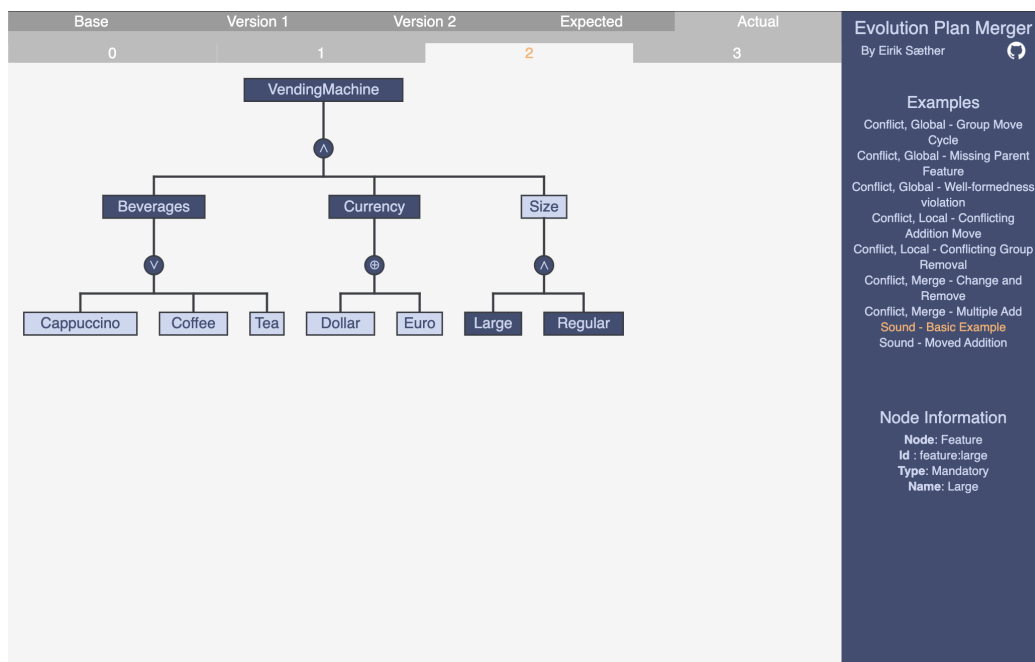 Base Version 1 Version 2 Expected Actual
0 1 2 3
VendingMachine
∧
Beverages Currency Size
∨ ⊕ ∧
Cappuccino Coffee Tea Dollar Euro Large Regular
Evolution Plan Merger
By Eirik Sæther
Examples
Conflict, Global - Group Move
Cycle
Conflict, Global - Missing Parent
Feature
Conflict, Global - Well-formedness
violation
Conflict, Local - Conflicting
Addition Move
Conflict, Local - Conflicting Group
Removal
Conflict, Merge - Change and
Remove
Conflict, Merge - Multiple Add
Sound - Basic Example
Sound - Moved Addition
Node Information
Node: Feature
Id : feature:large
Type: Mandatory
Name: Large